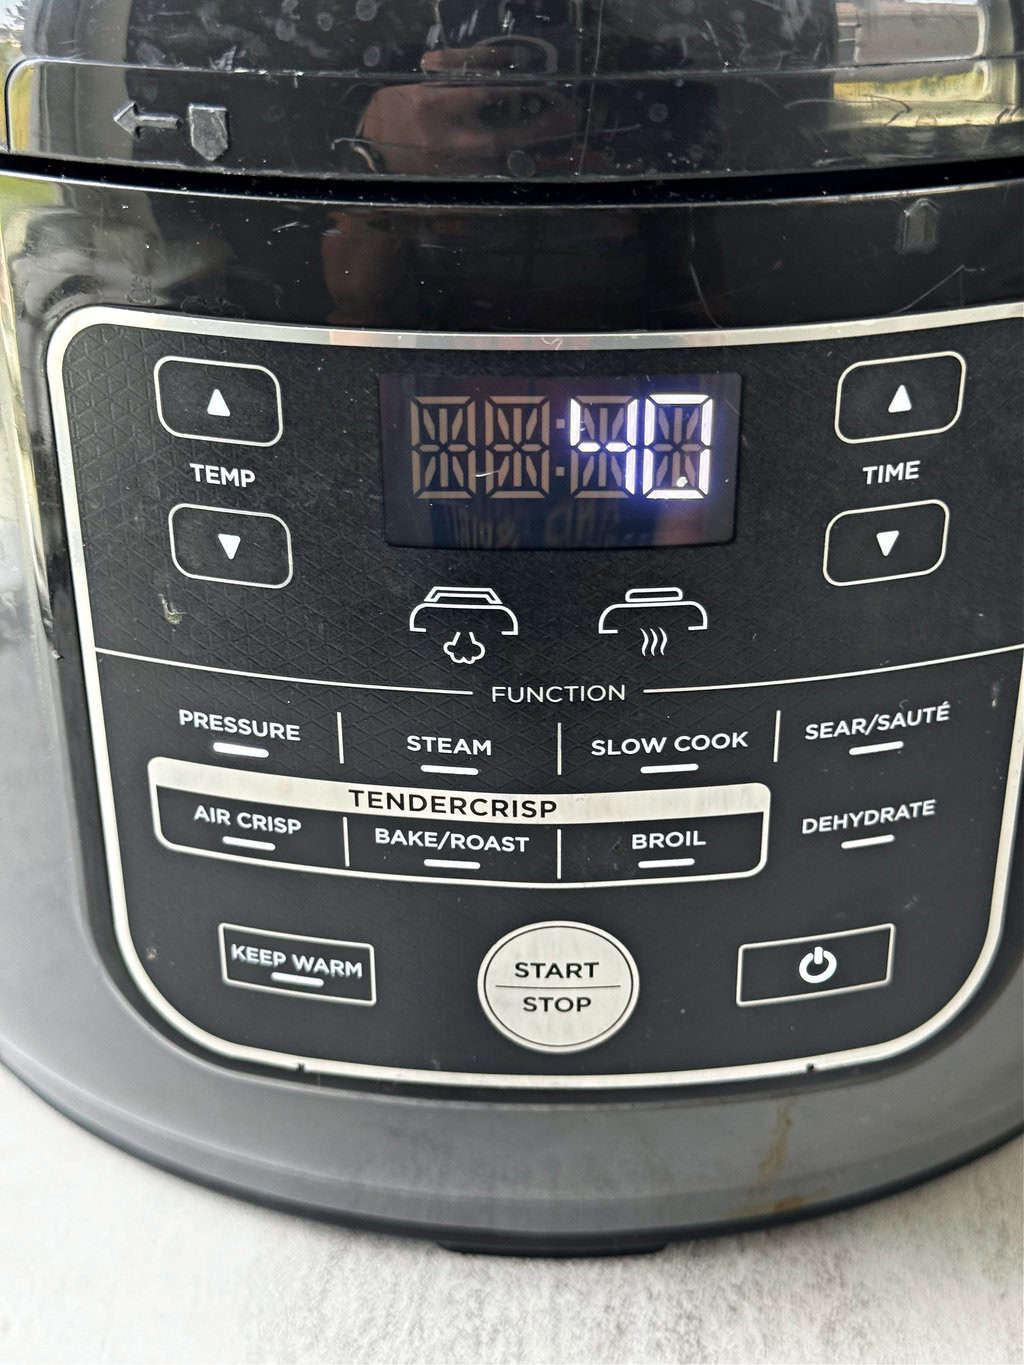 40
TEMP
TIME
FUNCTION
PRESSURE
STEAM
SLOW COOK
SEAR/SAUTÉ
TENDERCRISP
AIR CRISP
BAKE/ROAST
BROIL
DEHYDRATE
KEEP WARM
START
STOP